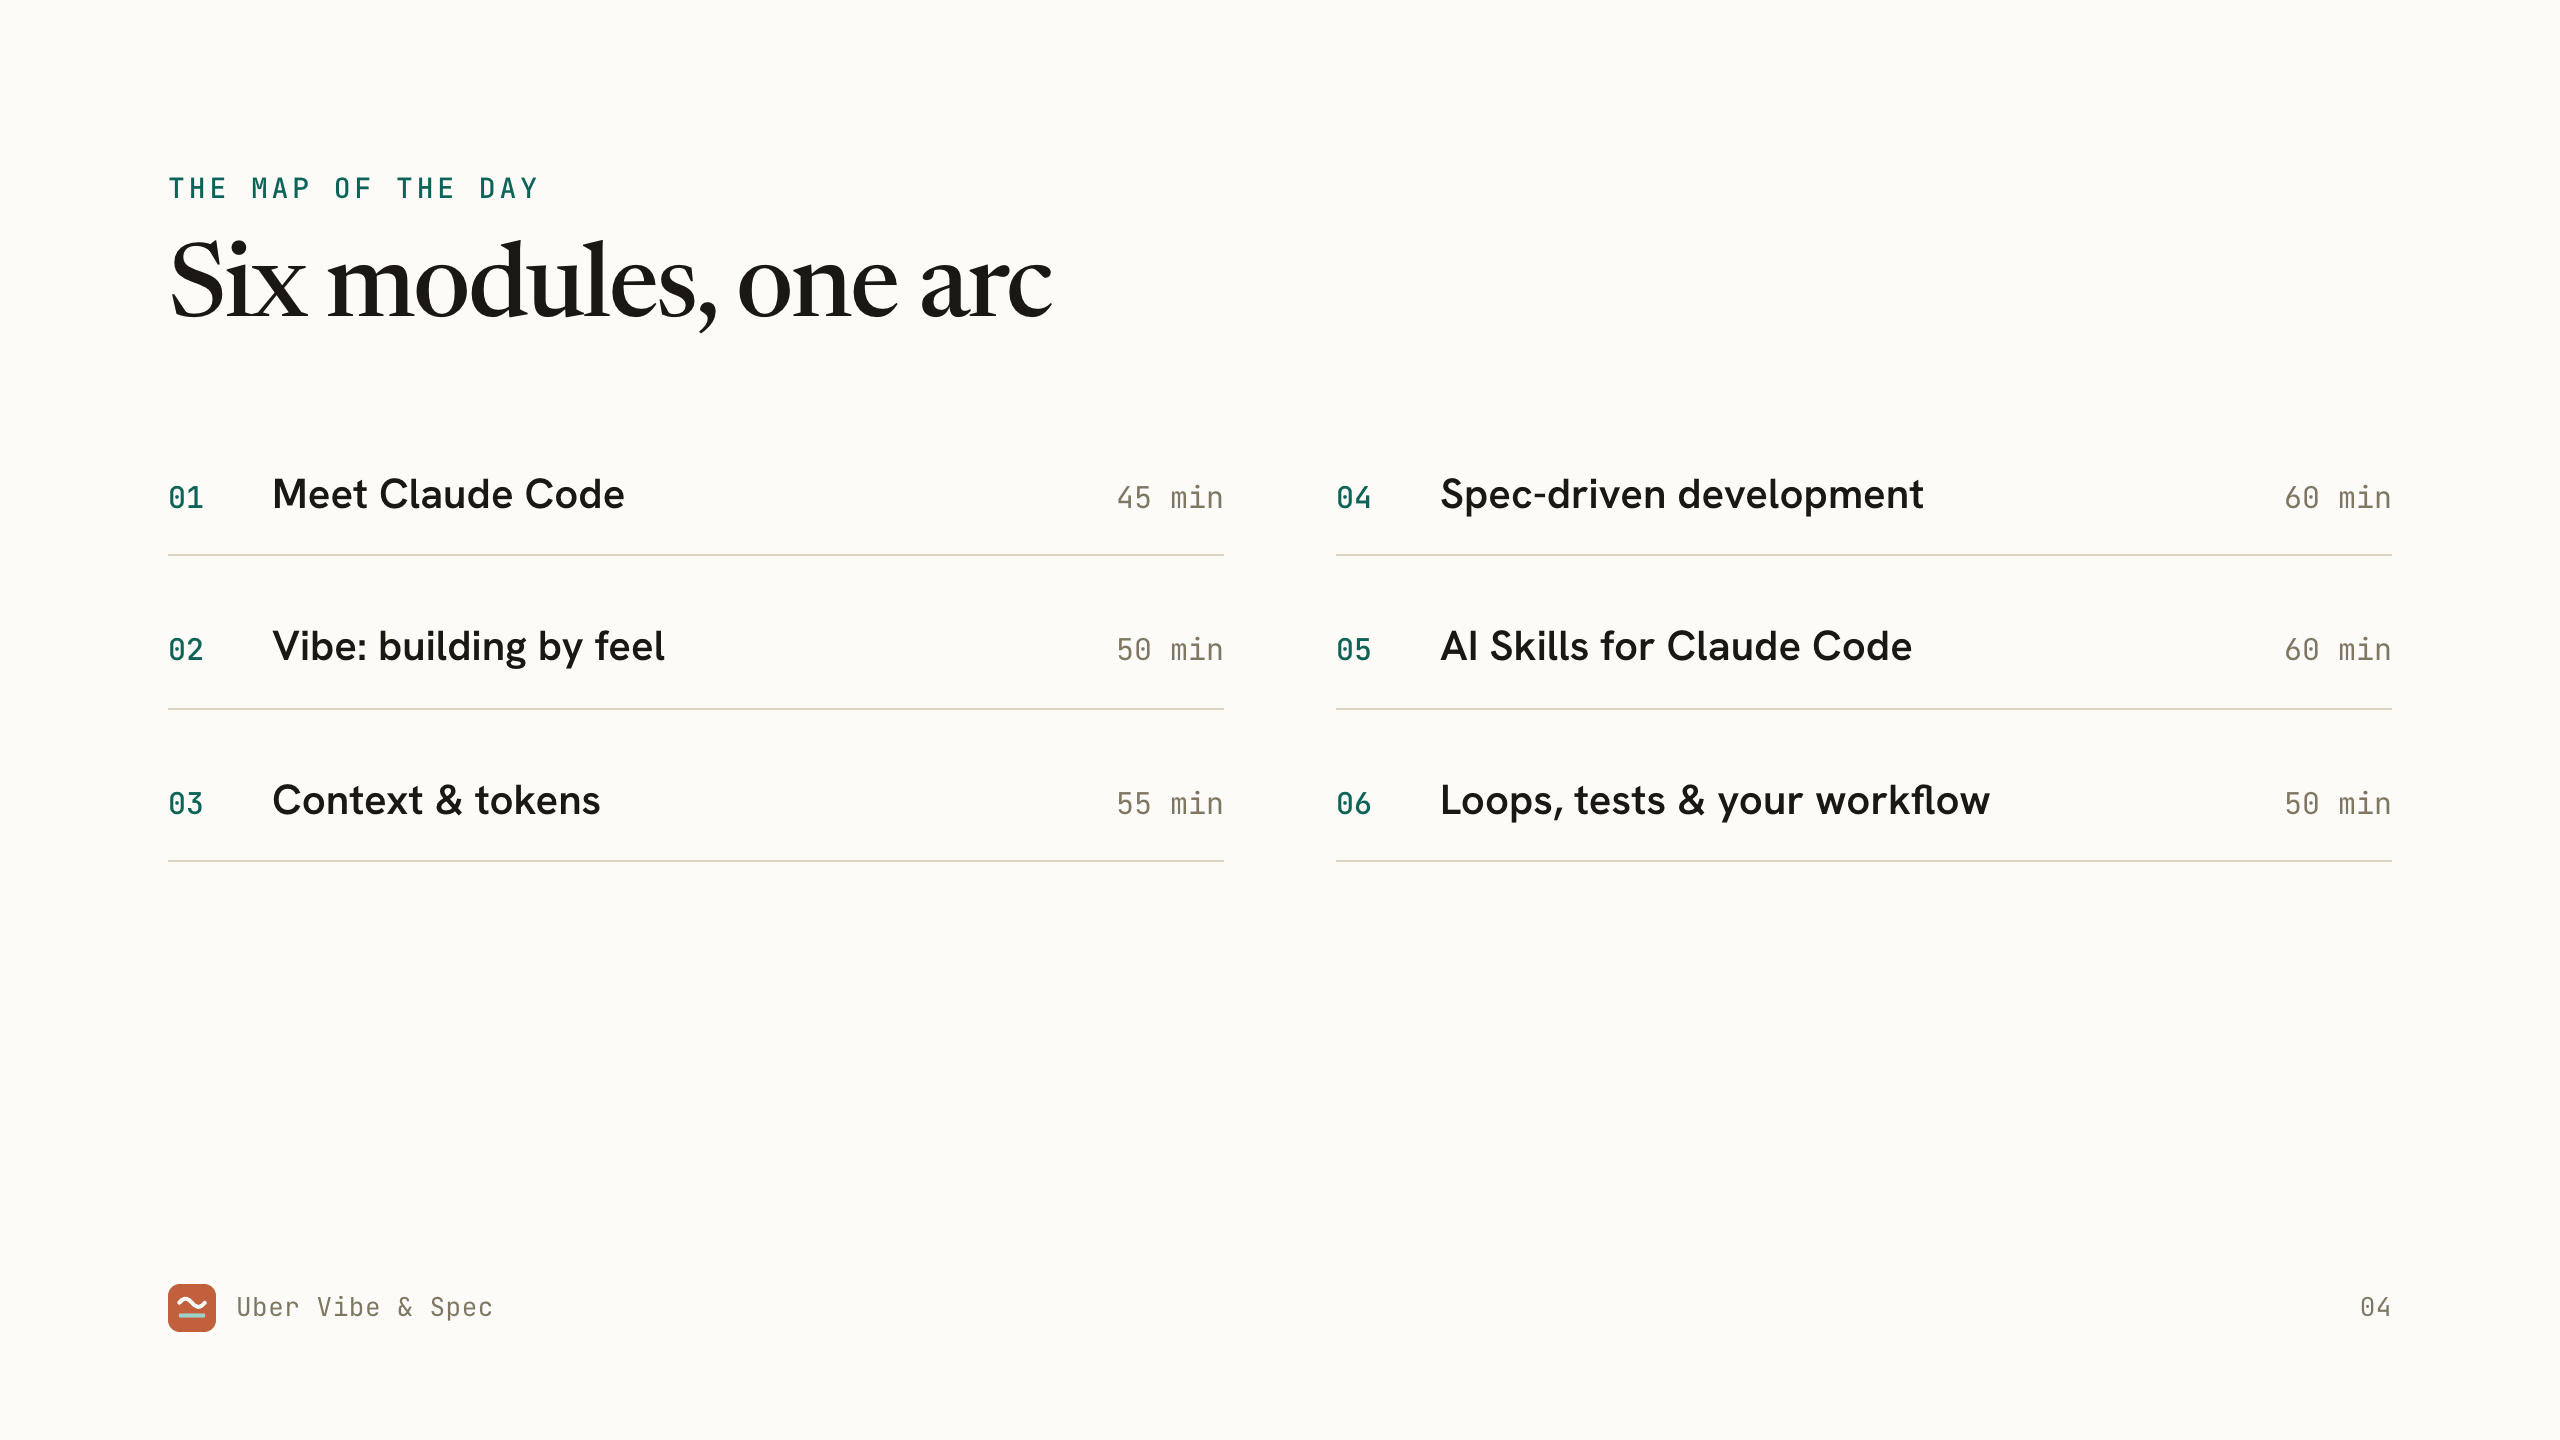 THE MAP OF THE DAY
Six modules, one arc
01 Meet Claude Code 45 min
02 Vibe: building by feel 50 min
03 Context & tokens 55 min
04 Spec-driven development 60 min
05 AI Skills for Claude Code 60 min
06 Loops, tests & your workflow 50 min
Uber Vibe & Spec
04